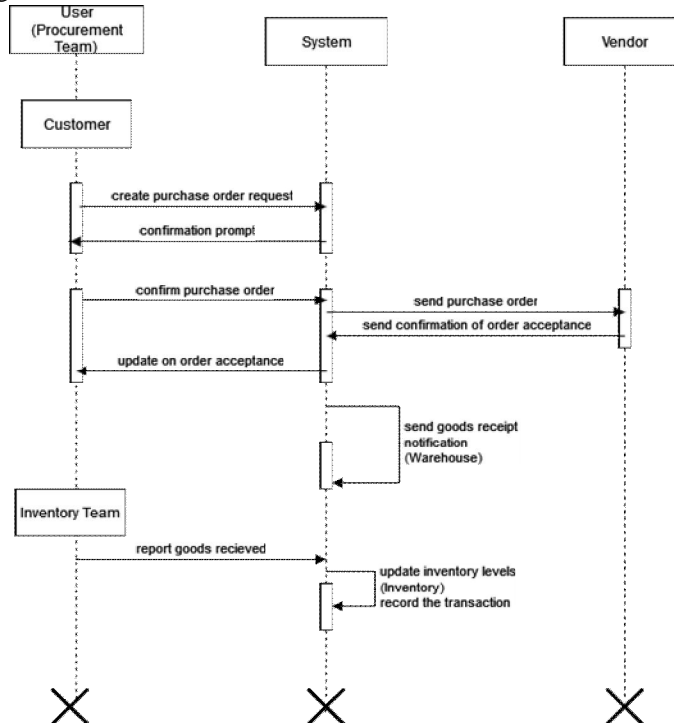 User
(Procurement
Team)
System
Vendor
Customer
create purchase order request
confirmation prompt
confirm purchase order
send purchase order
send confirmation of order acceptance
update on order acceptance
send goods receipt
notification
(Warehouse)
Inventory Team
report goods recieved
update inventory levels
(Inventory)
record the transaction